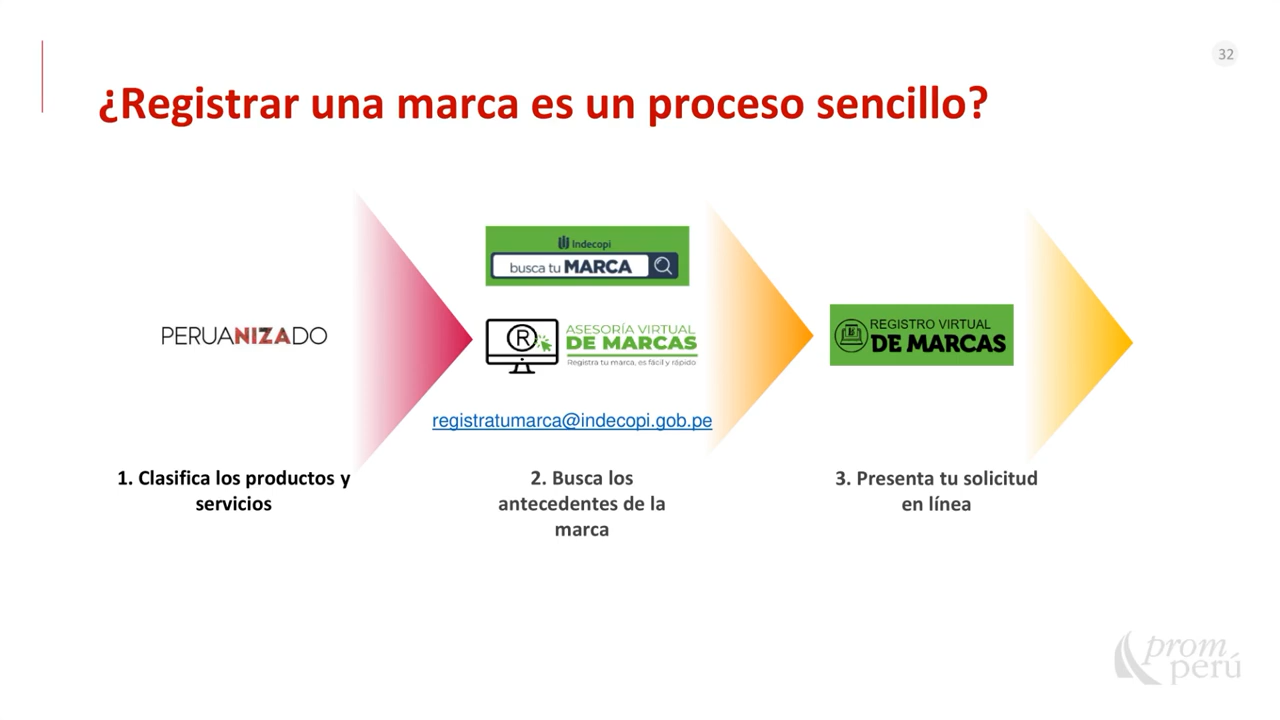 32
¿Registrar una marca es un proceso sencillo?
PERUANIZADO
Indecopi
busca tu MARCA
R
ASESORÍA VIRTUAL
DE MARCAS
Registra tu marca, es fácil y rápido
registratumarca@indecopi.gob.pe
REGISTRO VIRTUAL
DE MARCAS
1. Clasifica los productos y
servicios
2. Busca los
antecedentes de la
marca
3. Presenta tu solicitud
en línea
prom
perú